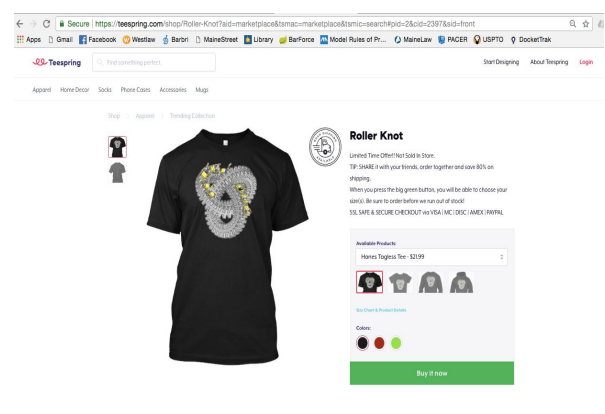 Secure https://teespring.com/shop/Roller-Knot?aid=marketplace&tsmac=marketplace&tsmic=search#pid=2&cid=2397&sid=front
Apps Gmail Facebook Westlaw Barbri MaineStreet Library BarForce Model Rules of Pr... MaineLaw PACER USPTO DocketTrak
Teespring Find something perfect Start Designing About Teespring Login
Apparel Home Decor Socks Phone Cases Accessories Mugs
Shop > Apparel > Trending Collection
Roller Knot
Limited Time Offer!! Not Sold In Store.
TIP: SHARE it with your friends, order together and save 80% on
shipping.
When you press the big green button, you will be able to choose your
size(s). Be sure to order before we run out of stock!
SSL SAFE & SECURE CHECKOUT via VISA | MC | DISC | AMEX | PAYPAL
Available Products:
Hanes Tagless Tee - $21.99
Size Chart & Product Details
Colors:
Buy it now